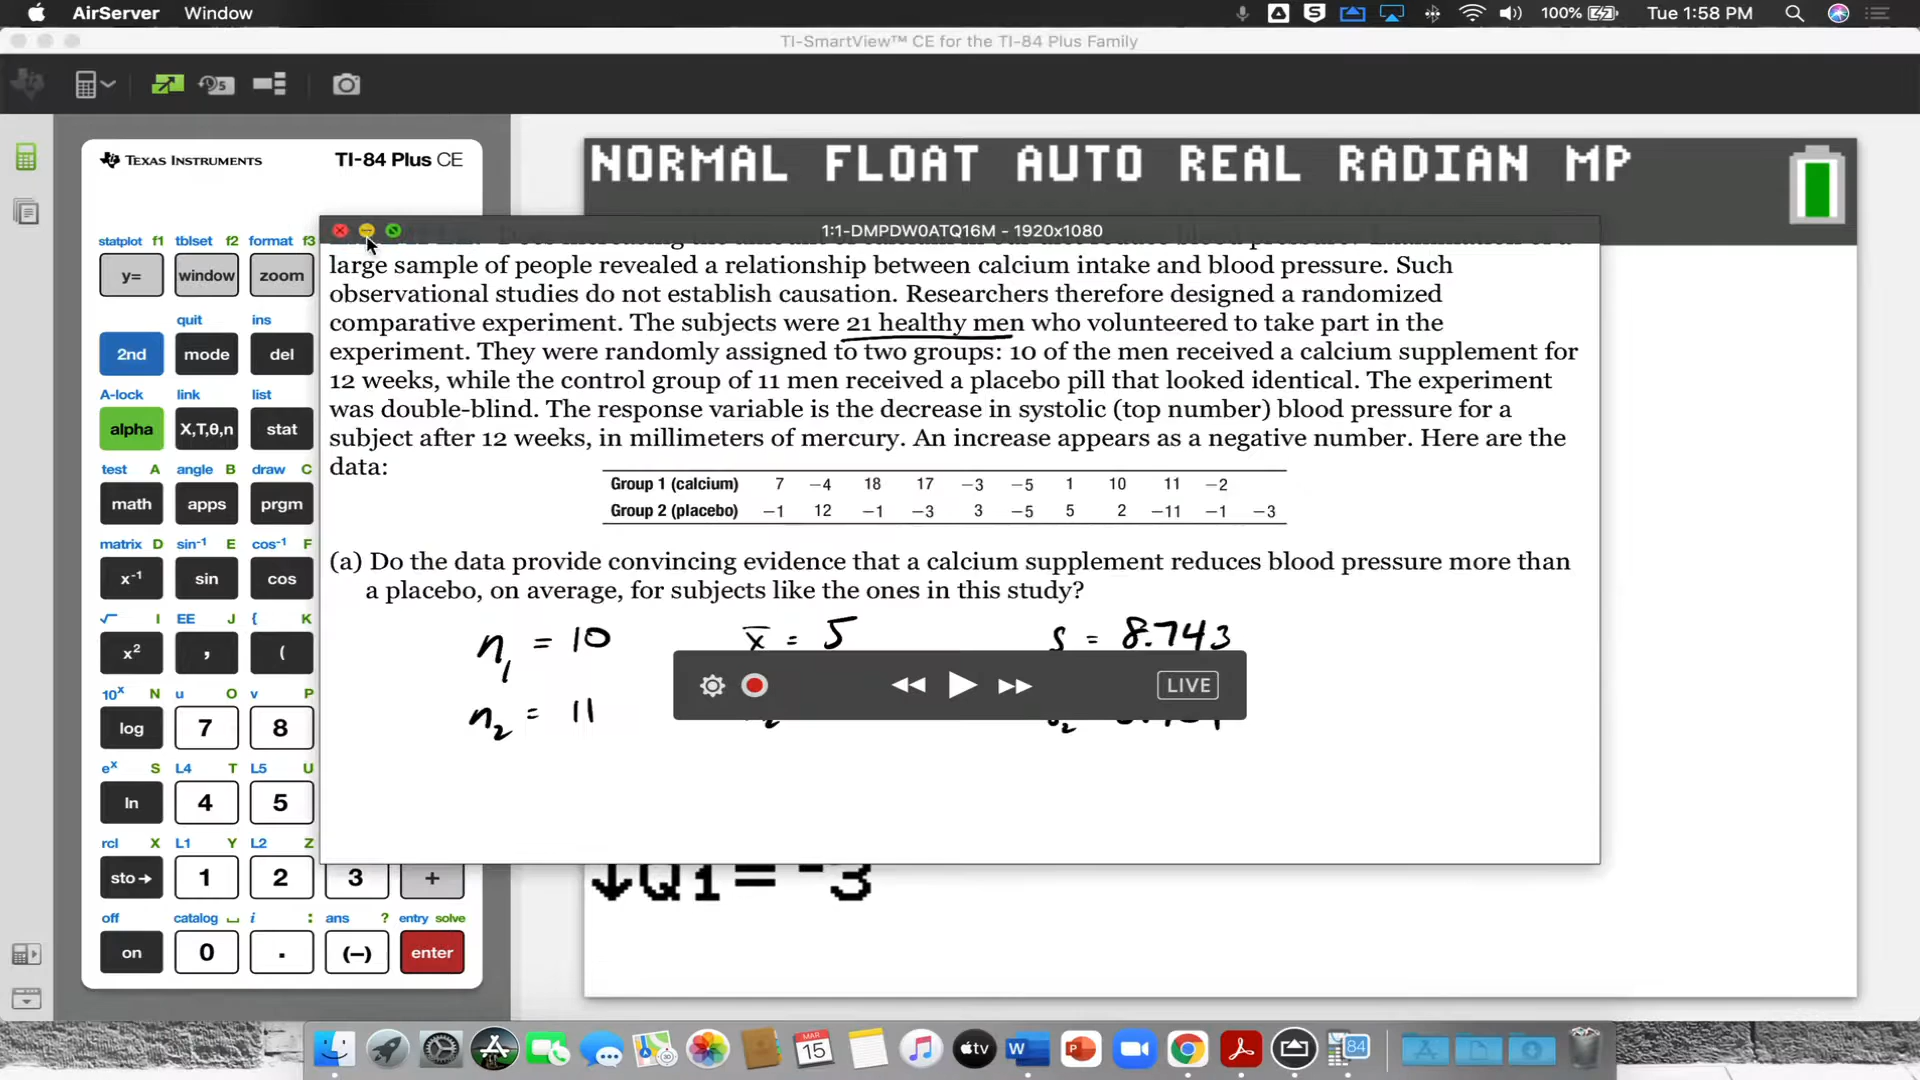 AirServer Window 100% Tue 1:58 PM
TI-SmartView™ CE for the TI-84 Plus Family
TEXAS INSTRUMENTS TI-84 Plus CE
NORMAL FLOAT AUTO REAL RADIAN MP
1:1-DMPDW0ATQ16M - 1920x1080
large sample of people revealed a relationship between calcium intake and blood pressure. Such
observational studies do not establish causation. Researchers therefore designed a randomized
comparative experiment. The subjects were 21 healthy men who volunteered to take part in the
experiment. They were randomly assigned to two groups: 10 of the men received a calcium supplement for
12 weeks, while the control group of 11 men received a placebo pill that looked identical. The experiment
was double-blind. The response variable is the decrease in systolic (top number) blood pressure for a
subject after 12 weeks, in millimeters of mercury. An increase appears as a negative number. Here are the
data:
Group 1 (calcium) 7 −4 18 17 −3 −5 1 10 11 −2
Group 2 (placebo) −1 12 −1 −3 3 −5 5 2 −11 −1 −3
(a) Do the data provide convincing evidence that a calcium supplement reduces blood pressure more than
a placebo, on average, for subjects like the ones in this study?
n₁ = 10 x̄ = 5 s = 8.743
n₂ = 11
LIVE
↓Q1=-3
statplot f1 tblset f2 format f3
y= window zoom
quit ins
2nd mode del
A-lock link list
alpha X,T,θ,n stat
test A angle B draw C
math apps prgm
matrix D sin⁻¹ E cos⁻¹ F
x⁻¹ sin cos
√ I EE J { K
x² , (
10ˣ N u O v P
log 7 8
eˣ S L4 T L5 U
ln 4 5
rcl X L1 Y L2 Z
sto→ 1 2 3 +
off catalog i : ans ? entry solve
on 0 . (−) enter
MAR
15
tv
W
P
84